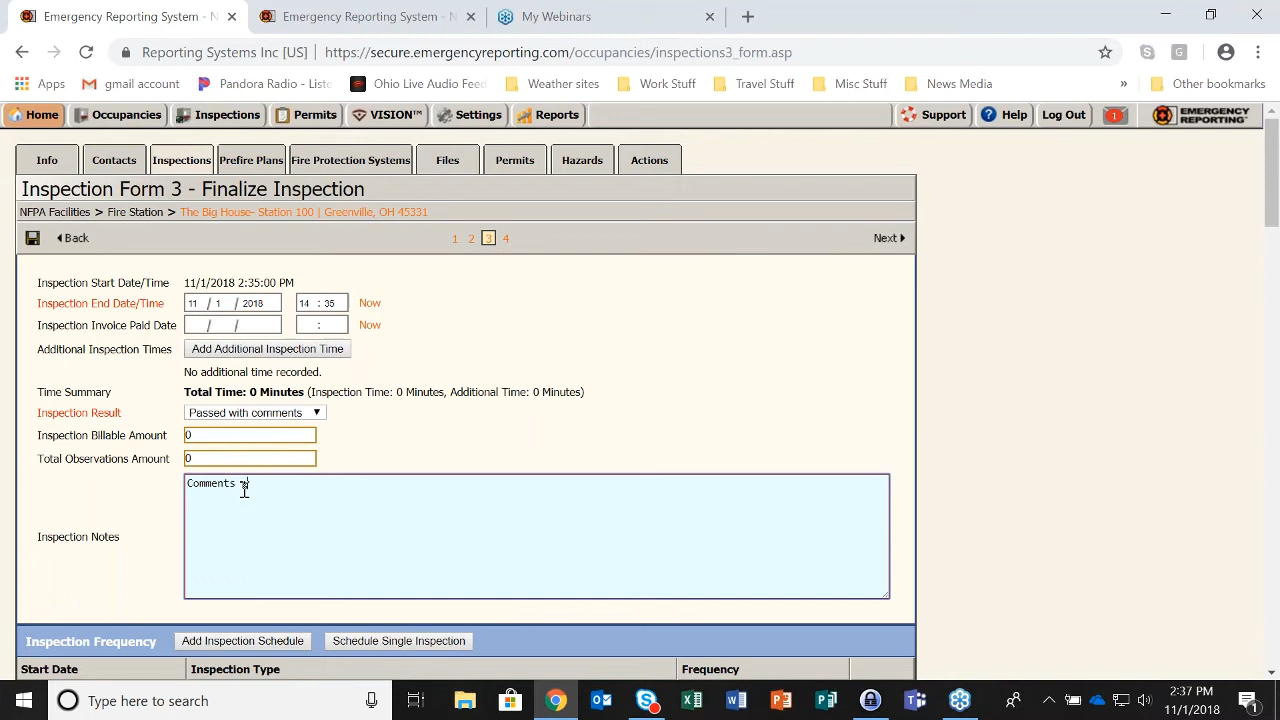 Emergency Reporting System - N
Emergency Reporting System - N
My Webinars
Reporting Systems Inc [US] | https://secure.emergencyreporting.com/occupancies/inspections3_form.asp
Apps
gmail account
Pandora Radio - Liste
Ohio Live Audio Feed
Weather sites
Work Stuff
Travel Stuff
Misc Stuff
News Media
»
Other bookmarks
Home
Occupancies
Inspections
Permits
VISION™
Settings
Reports
Support
Help
Log Out
1
EMERGENCY REPORTING
Info
Contacts
Inspections
Prefire Plans
Fire Protection Systems
Files
Permits
Hazards
Actions
Inspection Form 3 - Finalize Inspection
NFPA Facilities > Fire Station > The Big House- Station 100 | Greenville, OH 45331
Back
1 2 3 4
Next
Inspection Start Date/Time 11/1/2018 2:35:00 PM
Inspection End Date/Time 11 / 1 / 2018 14 : 35 Now
Inspection Invoice Paid Date / / : Now
Additional Inspection Times Add Additional Inspection Time
No additional time recorded.
Time Summary Total Time: 0 Minutes (Inspection Time: 0 Minutes, Additional Time: 0 Minutes)
Inspection Result Passed with comments
Inspection Billable Amount 0
Total Observations Amount 0
Comments
Inspection Notes
Inspection Frequency Add Inspection Schedule Schedule Single Inspection
Start Date Inspection Type Frequency
Type here to search
2:37 PM
11/1/2018
1